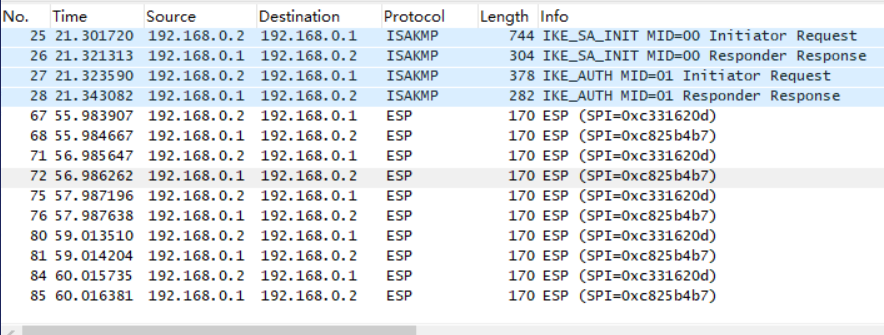 No. Time Source Destination Protocol Length Info
25 21.301720 192.168.0.2 192.168.0.1 ISAKMP 744 IKE_SA_INIT MID=00 Initiator Request
26 21.321313 192.168.0.1 192.168.0.2 ISAKMP 304 IKE_SA_INIT MID=00 Responder Response
27 21.323590 192.168.0.2 192.168.0.1 ISAKMP 378 IKE_AUTH MID=01 Initiator Request
28 21.343082 192.168.0.1 192.168.0.2 ISAKMP 282 IKE_AUTH MID=01 Responder Response
67 55.983907 192.168.0.2 192.168.0.1 ESP 170 ESP (SPI=0xc331620d)
68 55.984667 192.168.0.1 192.168.0.2 ESP 170 ESP (SPI=0xc825b4b7)
71 56.985647 192.168.0.2 192.168.0.1 ESP 170 ESP (SPI=0xc331620d)
72 56.986262 192.168.0.1 192.168.0.2 ESP 170 ESP (SPI=0xc825b4b7)
75 57.987196 192.168.0.2 192.168.0.1 ESP 170 ESP (SPI=0xc331620d)
76 57.987638 192.168.0.1 192.168.0.2 ESP 170 ESP (SPI=0xc825b4b7)
80 59.013510 192.168.0.2 192.168.0.1 ESP 170 ESP (SPI=0xc331620d)
81 59.014204 192.168.0.1 192.168.0.2 ESP 170 ESP (SPI=0xc825b4b7)
84 60.015735 192.168.0.2 192.168.0.1 ESP 170 ESP (SPI=0xc331620d)
85 60.016381 192.168.0.1 192.168.0.2 ESP 170 ESP (SPI=0xc825b4b7)